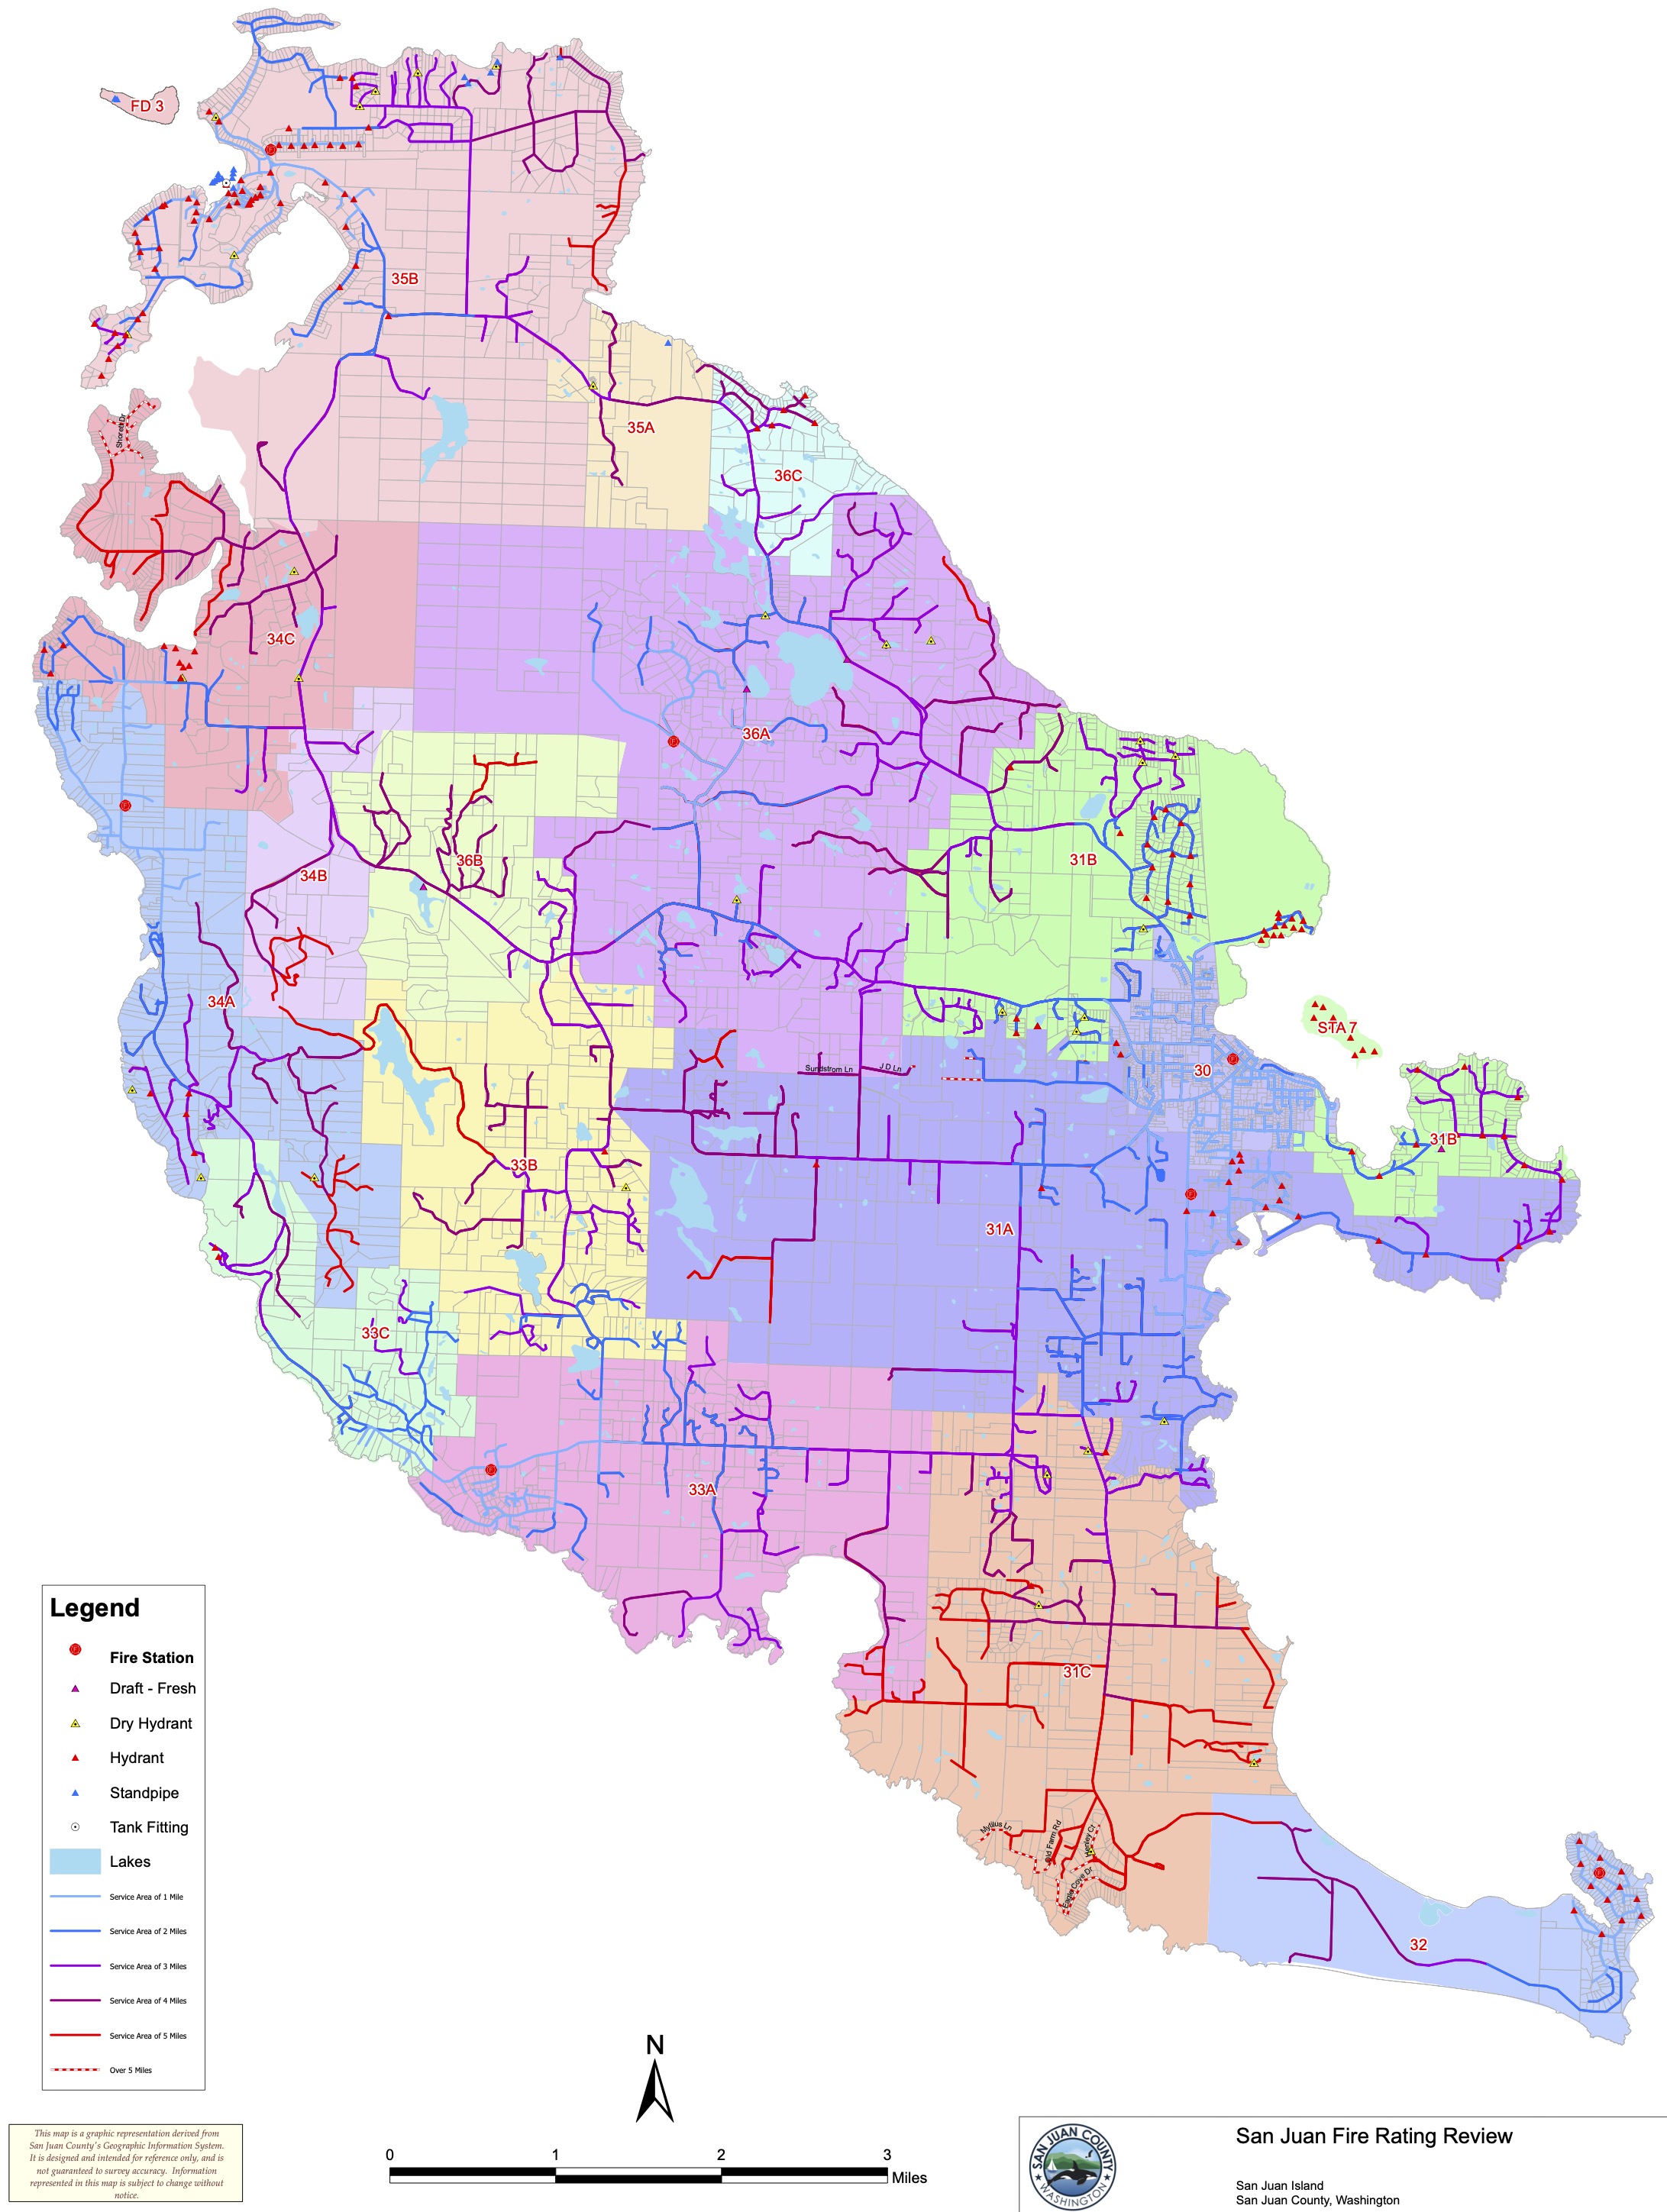 FD 3
35B
Shores Dr
35A
36C
34C
36A
36B
31B
34B
34A
STA 7
Sundstrom Ln
J D Ln
30
31B
33B
31A
33C
33A
31C
Mylius Ln
Old Farm Rd
Henley Ct
Eagle Cove Dr
32
Legend
Fire Station
Draft - Fresh
Dry Hydrant
Hydrant
Standpipe
Tank Fitting
Lakes
Service Area of 1 Mile
Service Area of 2 Miles
Service Area of 3 Miles
Service Area of 4 Miles
Service Area of 5 Miles
Over 5 Miles
This map is a graphic representation derived from
San Juan County's Geographic Information System.
It is designed and intended for reference only, and is
not guaranteed to survey accuracy. Information
represented in this map is subject to change without
notice.
N
0 1 2 3
Miles
SAN JUAN COUNTY
WASHINGTON
San Juan Fire Rating Review
San Juan Island
San Juan County, Washington